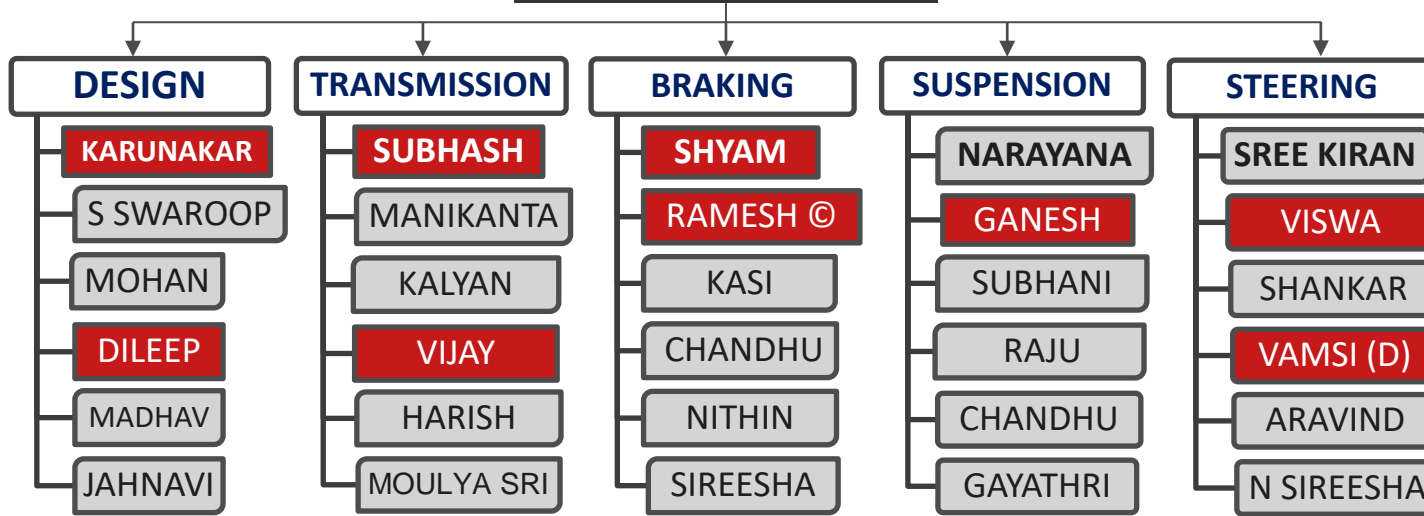 DESIGN
KARUNAKAR
S SWAROOP
MOHAN
DILEEP
MADHAV
JAHNAVI
TRANSMISSION
SUBHASH
MANIKANTA
KALYAN
VIJAY
HARISH
MOULYA SRI
BRAKING
SHYAM
RAMESH ©
KASI
CHANDHU
NITHIN
SIREESHA
SUSPENSION
NARAYANA
GANESH
SUBHANI
RAJU
CHANDHU
GAYATHRI
STEERING
SREE KIRAN
VISWA
SHANKAR
VAMSI (D)
ARAVIND
N SIREESHA